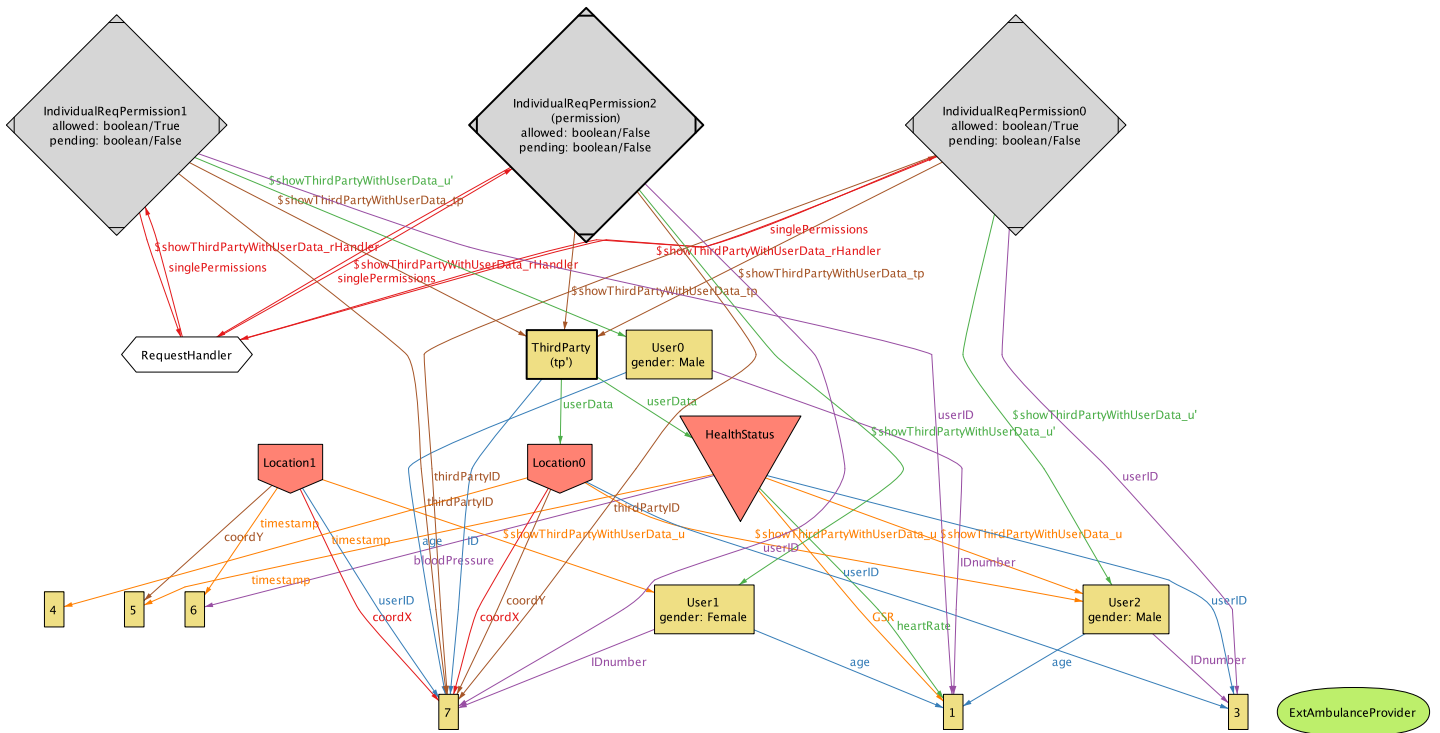 IndividualReqPermission1
allowed: boolean/True
pending: boolean/False
IndividualReqPermission2
(permission)
allowed: boolean/False
pending: boolean/False
IndividualReqPermission0
allowed: boolean/True
pending: boolean/False
$showThirdPartyWithUserData_u'
$showThirdPartyWithUserData_tp
singlePermissions
$showThirdPartyWithUserData_rHandler
$showThirdPartyWithUserData_rHandler
singlePermissions
$showThirdPartyWithUserData_rHandler
singlePermissions
$showThirdPartyWithUserData_tp
$showThirdPartyWithUserData_tp
RequestHandler
ThirdParty
(tp')
User0
gender: Male
userData
userData
userID
$showThirdPartyWithUserData_u'
$showThirdPartyWithUserData_u'
HealthStatus
Location1
Location0
thirdPartyID
userID
thirdPartyID
thirdPartyID
timestamp
coordY
timestamp
age
ID
$showThirdPartyWithUserData_u
$showThirdPartyWithUserData_u
$showThirdPartyWithUserData_u
userID
bloodPressure
IDnumber
timestamp
userID
userID
coordX
coordY
coordX
userID
GSR
heartRate
4
5
6
User1
gender: Female
User2
gender: Male
IDnumber
age
age
IDnumber
7
1
3
ExtAmbulanceProvider